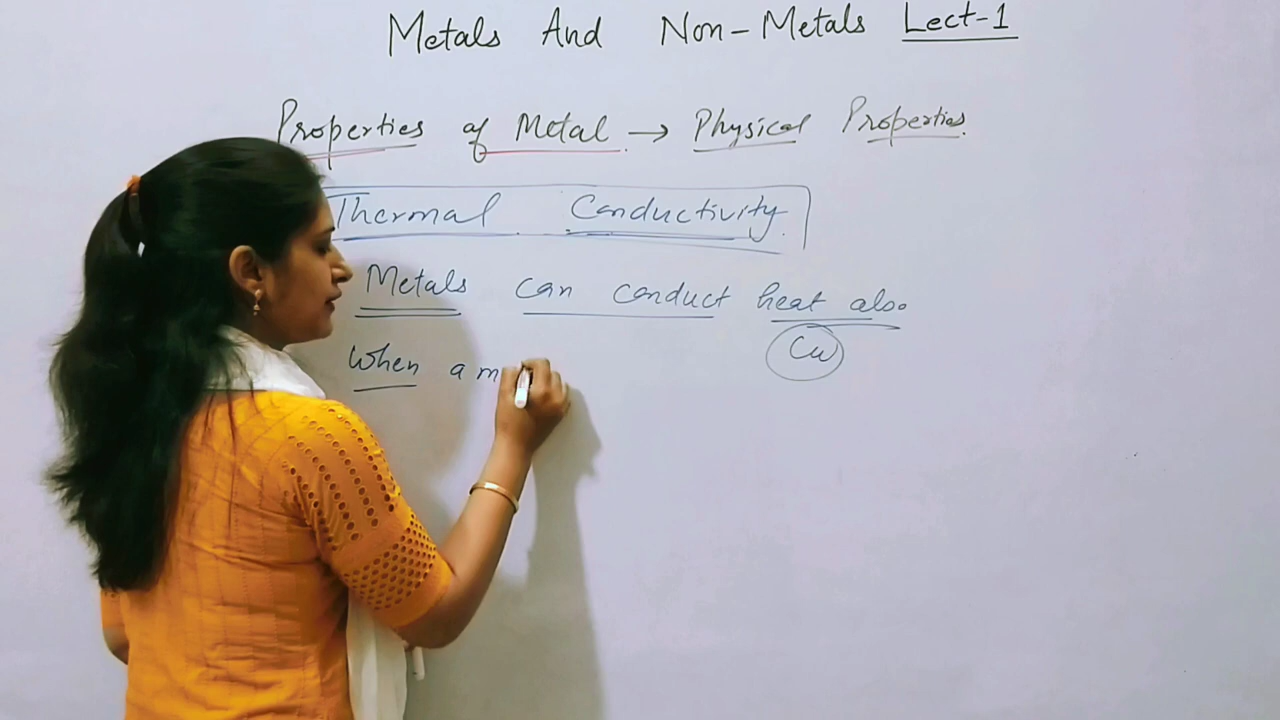 Metals And Non-Metals Lect-1
Properties of Metal → Physical Properties.
Thermal Conductivity.
Metals can conduct heat also.
Cu
When a m